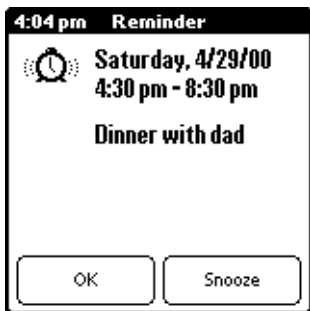 4:04 pm Reminder
Saturday, 4/29/00
4:30 pm - 8:30 pm
Dinner with dad
OK Snooze